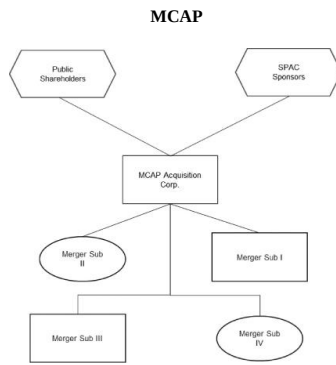 MCAP
Public
Shareholders
SPAC
Sponsors
MCAP Acquisition
Corp.
Merger Sub
II
Merger Sub I
Merger Sub III
Merger Sub
IV